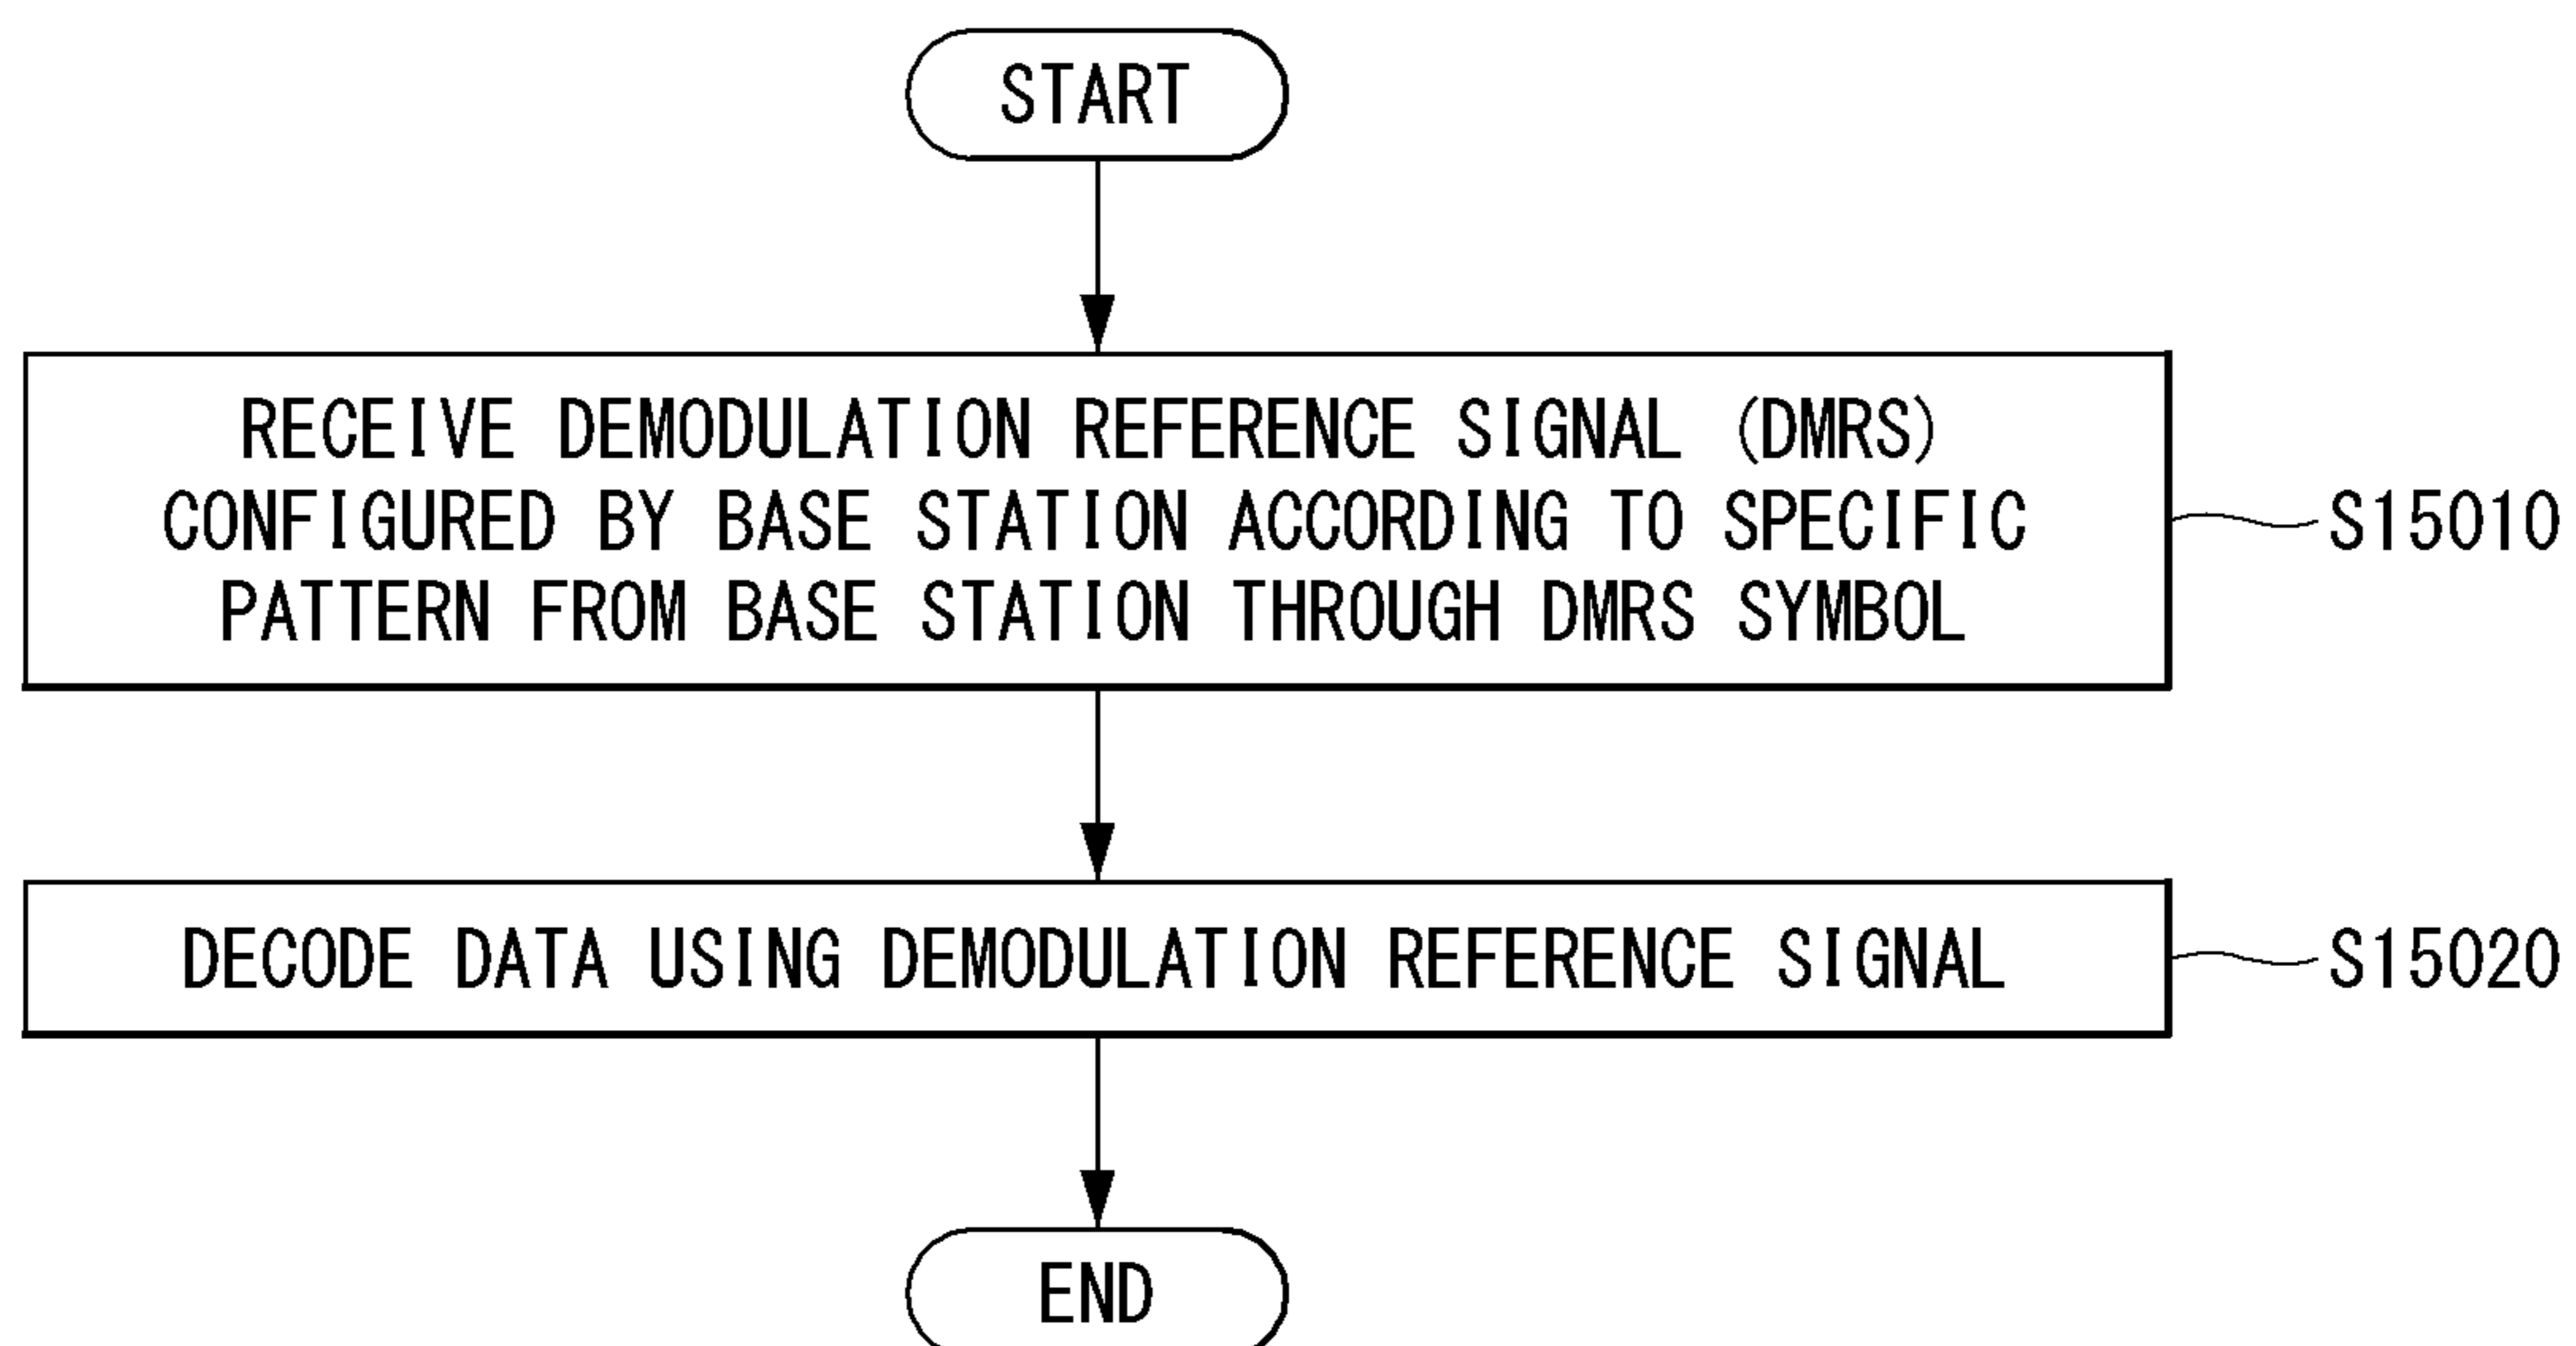 START
RECEIVE DEMODULATION REFERENCE SIGNAL (DMRS)
CONFIGURED BY BASE STATION ACCORDING TO SPECIFIC
PATTERN FROM BASE STATION THROUGH DMRS SYMBOL
S15010
DECODE DATA USING DEMODULATION REFERENCE SIGNAL
S15020
END